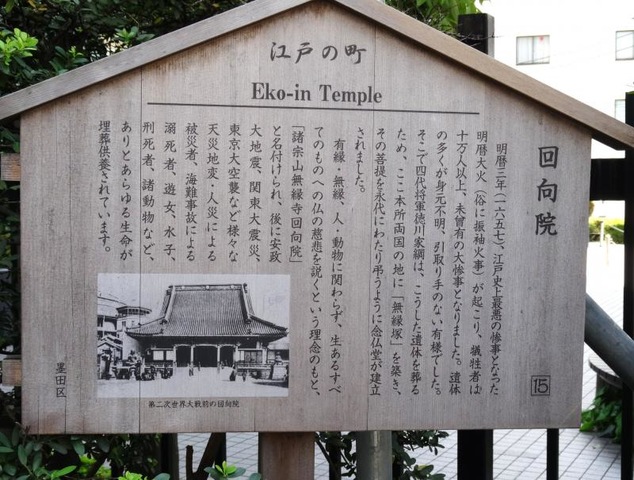 江戸の町
Eko-in Temple
回向院
明暦三年(一六五七)、江戸史上最悪の惨事となった
明暦大火(俗に振袖火事)が起こり、犠牲者は
十万人以上、未曾有の大惨事となりました。遺体
の多くが身元不明、引取り手のない有様でした。
そこで四代将軍徳川家綱は、こうした遺体を葬る
ため、ここ本所両国の地に「無縁塚」を築き、
その菩提を永代にわたり弔うように念仏堂が建立
されました。
有縁・無縁、人・動物に関わらず、生あるすべ
てのものへの仏の慈悲を説くという理念のもと、
「諸宗山無縁寺回向院」
と名付けられ、後に安政
大地震、関東大震災、
東京大空襲など様々な
天災地変・人災による
被災者、海難事故による
溺死者、遊女、水子、
刑死者、諸動物など、
ありとあらゆる生命が
埋葬供養されています。
第二次世界大戦前の回向院
墨田区
15